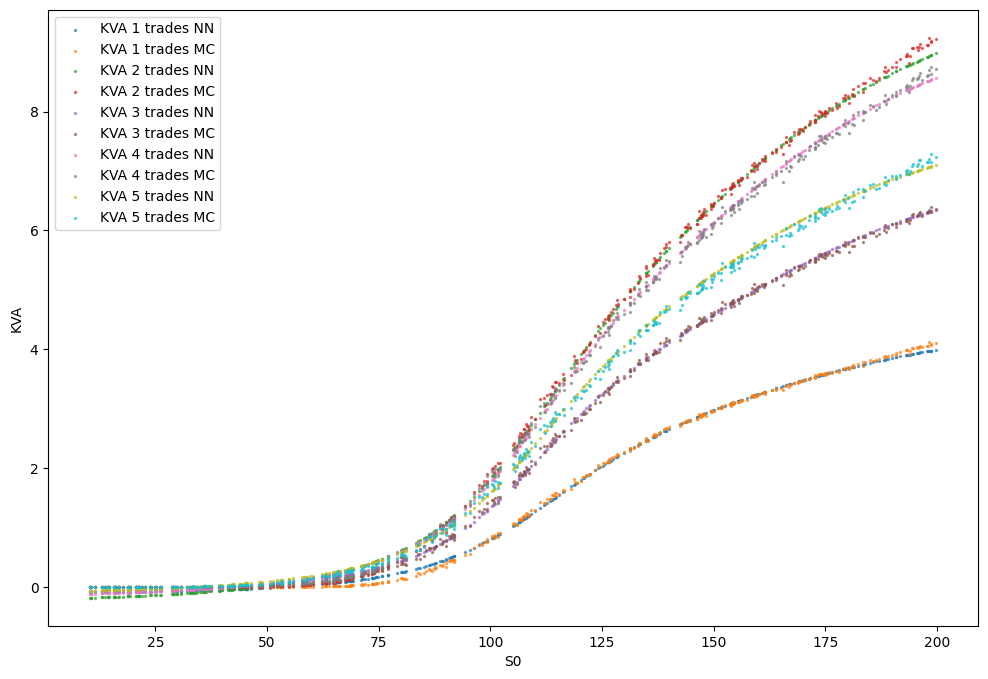 KVA 1 trades NN
KVA 1 trades MC
KVA 2 trades NN
KVA 2 trades MC
KVA 3 trades NN
KVA 3 trades MC
KVA 4 trades NN
KVA 4 trades MC
KVA 5 trades NN
KVA 5 trades MC
KVA
8
6
4
2
0
25 50 75 100 125 150 175 200
S0